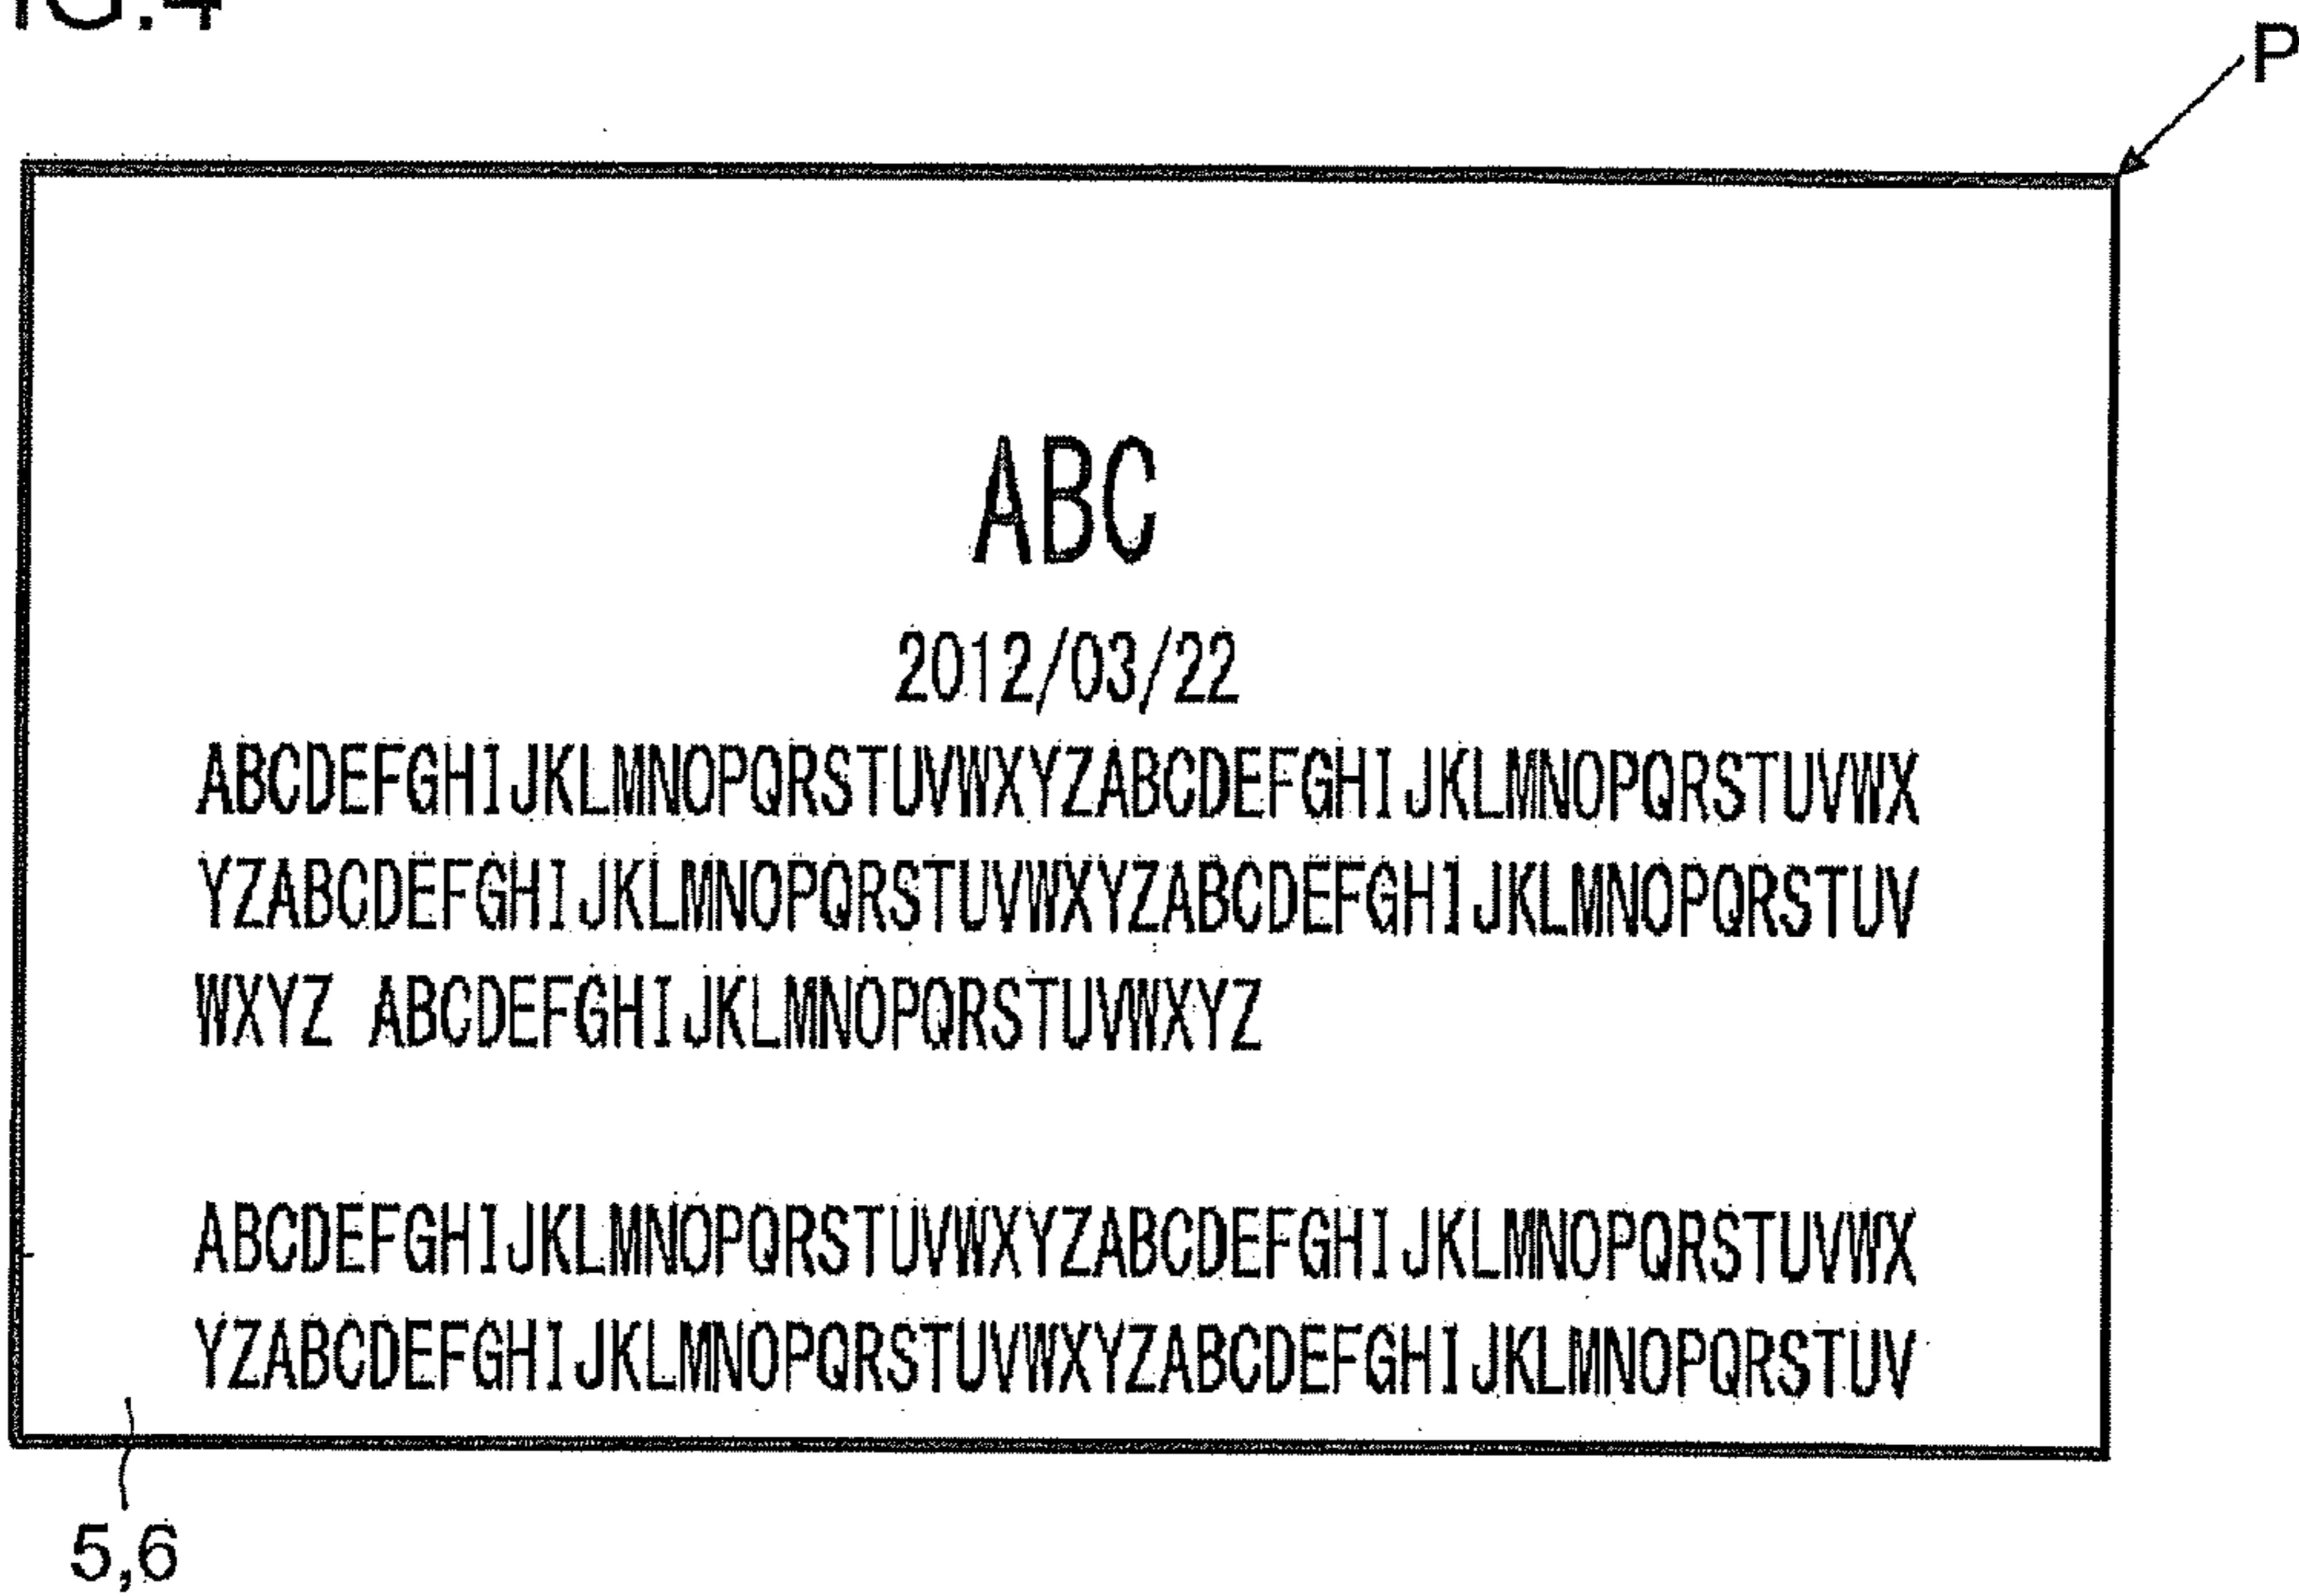 IG.4
P
ABC
2012/03/22
ABCDEFGHIJKLMNOPQRSTUVWXYZABCDEFGHIJKLMNOPQRSTUVWX
YZABCDEFGHIJKLMNOPQRSTUVWXYZABCDEFGHIJKLMNOPQRSTUV
WXYZ ABCDEFGHIJKLMNOPQRSTUVWXYZ
ABCDEFGHIJKLMNOPQRSTUVWXYZABCDEFGHIJKLMNOPQRSTUVWX
YZABCDEFGHIJKLMNOPQRSTUVWXYZABCDEFGHIJKLMNOPQRSTUV
5,6